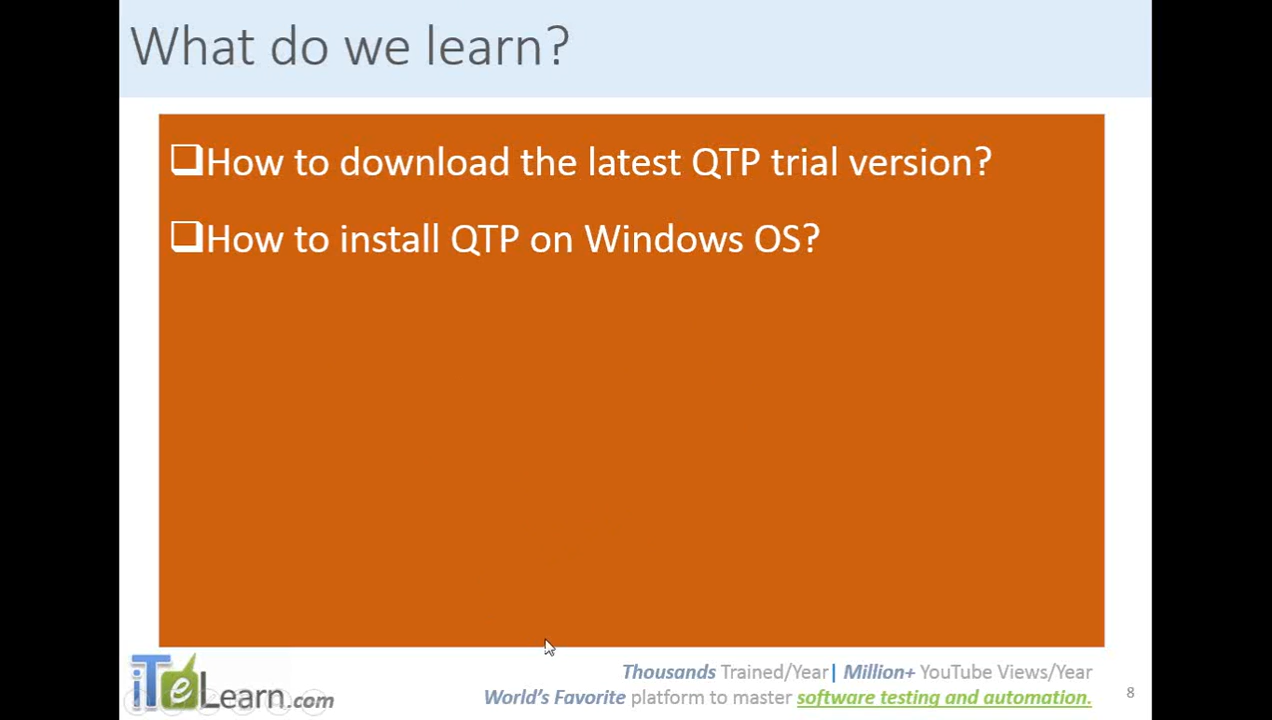 What do we learn?
❑How to download the latest QTP trial version?
❑How to install QTP on Windows OS?
Thousands Trained/Year| Million+ YouTube Views/Year
iTeLearn.com
World's Favorite platform to master software testing and automation.
8